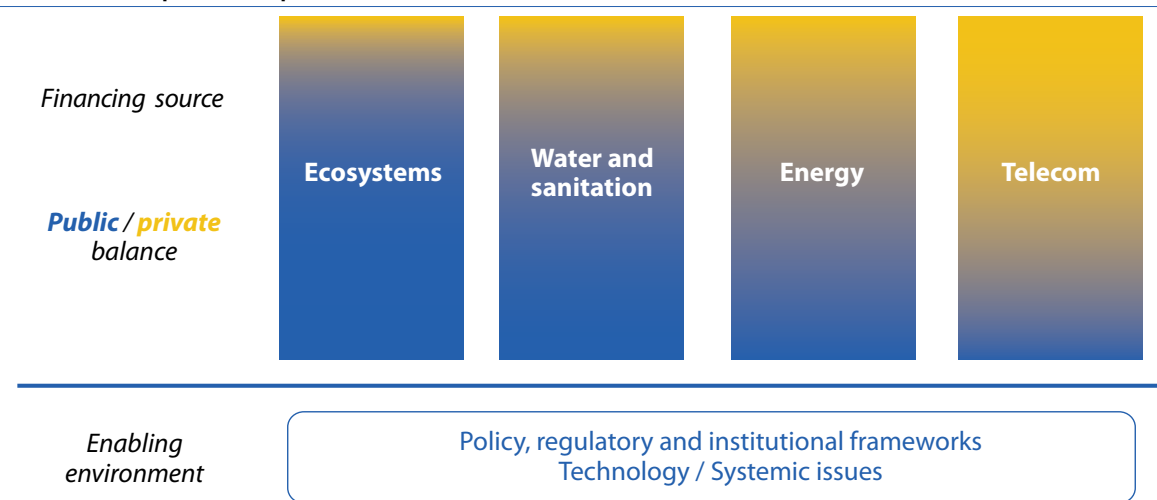 Financing source
Public / private
balance
Ecosystems
Water and
sanitation
Energy
Telecom
Enabling
environment
Policy, regulatory and institutional frameworks
Technology / Systemic issues